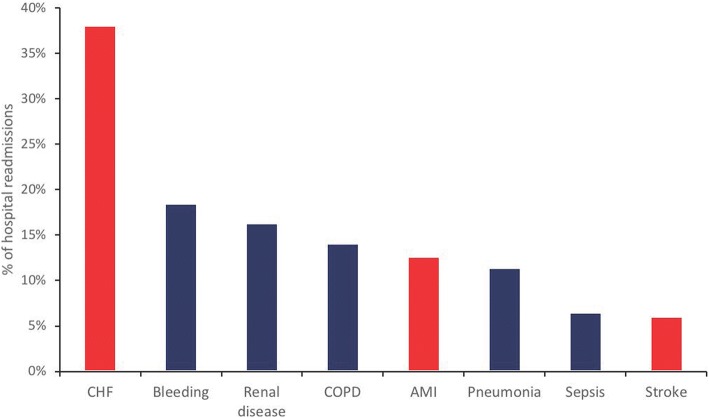 % of hospital readmissions
40%
35%
30%
25%
20%
15%
10%
5%
0%
CHF
Bleeding
Renal
disease
COPD
AMI
Pneumonia
Sepsis
Stroke